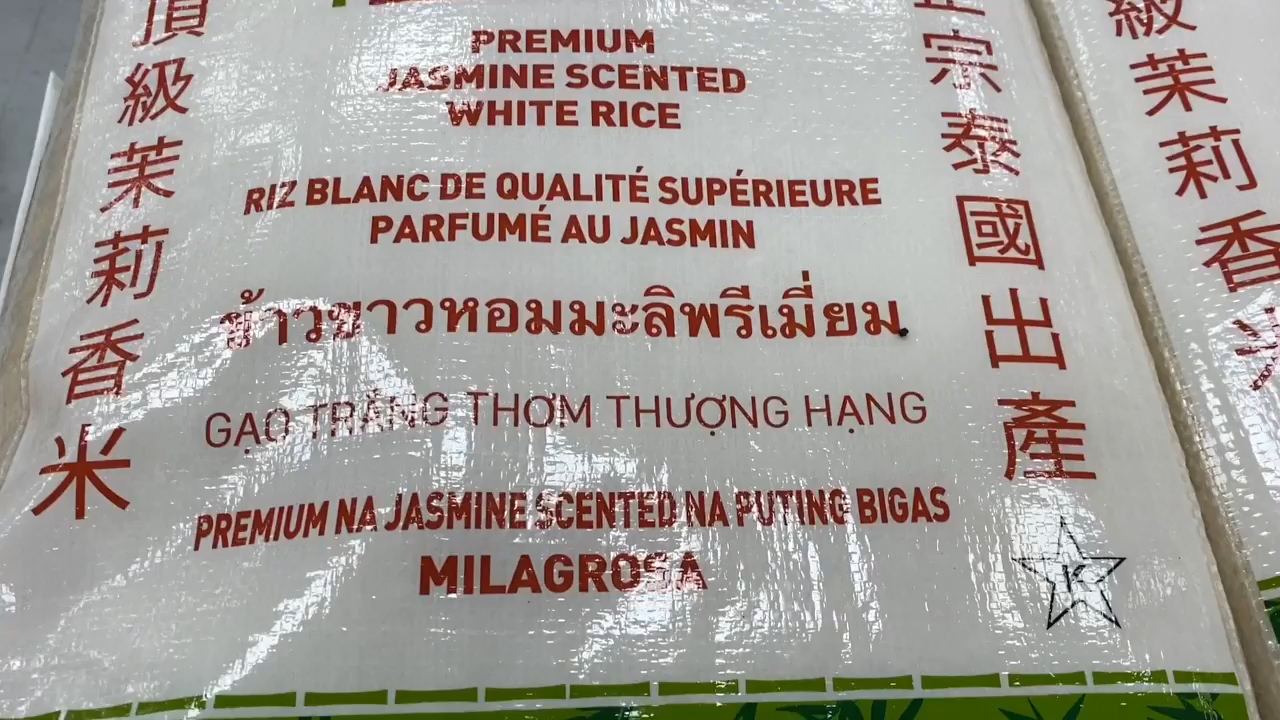 頂級茉莉香米
PREMIUM
JASMINE SCENTED
WHITE RICE
RIZ BLANC DE QUALITÉ SUPÉRIEURE
PARFUMÉ AU JASMIN
ข้าวขาวหอมมะลิพรีเมี่ยม
GẠO TRẮNG THƠM THƯỢNG HẠNG
PREMIUM NA JASMINE SCENTED NA PUTING BIGAS
MILAGROSA
正宗泰國出產
K
級茉莉香米